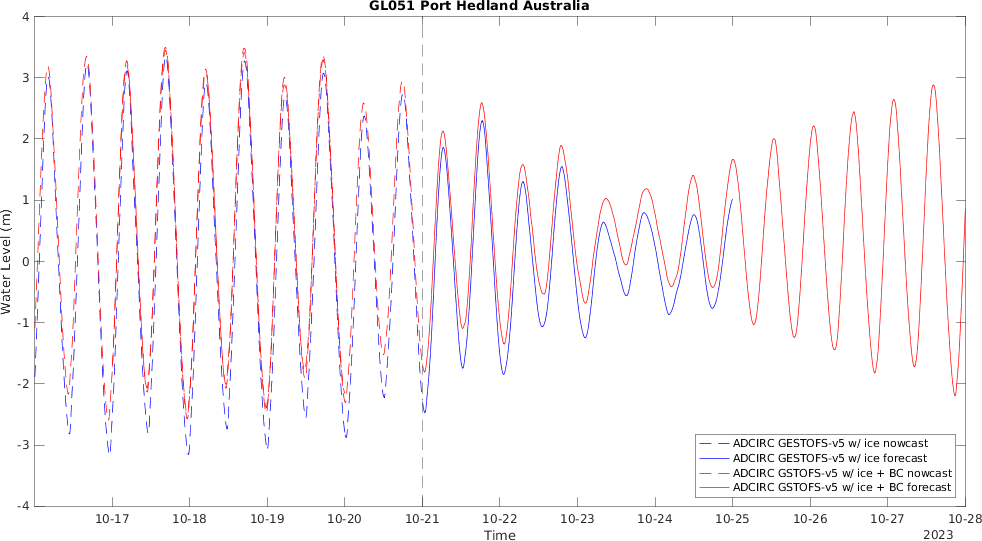 GL051 Port Hedland Australia
4
3
2
1
0
-1
-2
-3
-4
Water Level (m)
10-17 10-18 10-19 10-20 10-21 10-22 10-23 10-24 10-25 10-26 10-27 10-28
Time
2023
ADCIRC GESTOFS-v5 w/ ice nowcast
ADCIRC GESTOFS-v5 w/ ice forecast
ADCIRC GSTOFS-v5 w/ ice + BC nowcast
ADCIRC GSTOFS-v5 w/ ice + BC forecast